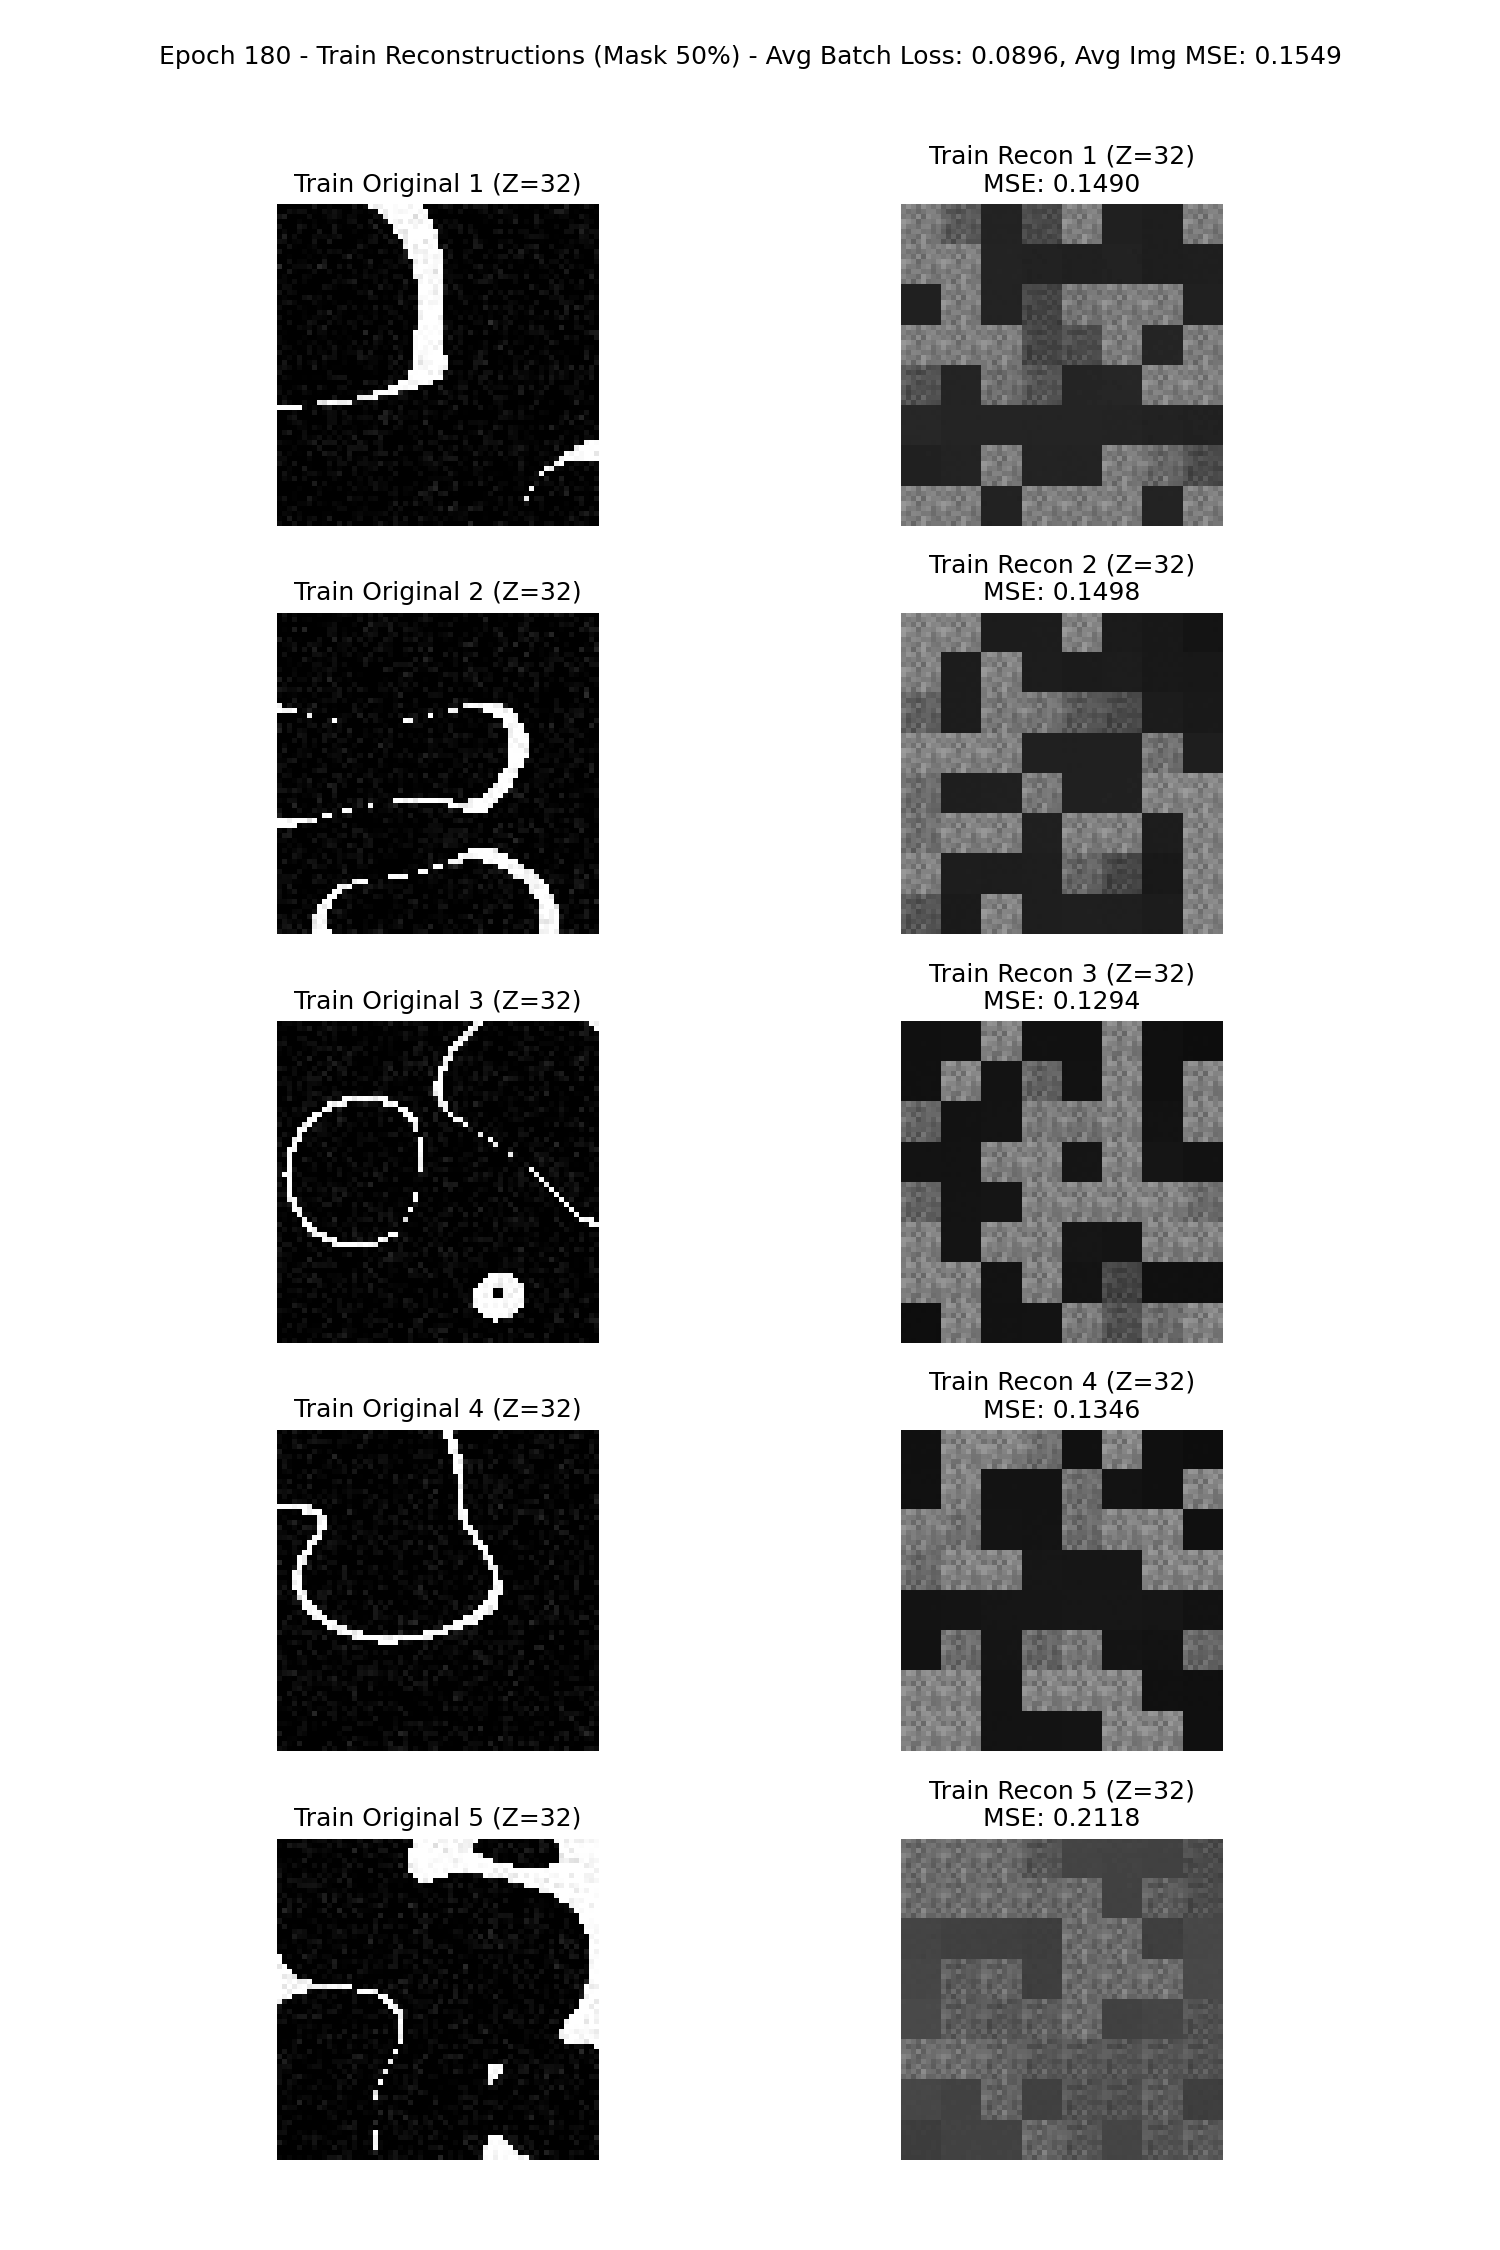 Epoch 180 - Train Reconstructions (Mask 50%) - Avg Batch Loss: 0.0896, Avg Img MSE: 0.1549
Train Original 1 (Z=32)
Train Recon 1 (Z=32)
MSE: 0.1490
Train Original 2 (Z=32)
Train Recon 2 (Z=32)
MSE: 0.1498
Train Original 3 (Z=32)
Train Recon 3 (Z=32)
MSE: 0.1294
Train Original 4 (Z=32)
Train Recon 4 (Z=32)
MSE: 0.1346
Train Original 5 (Z=32)
Train Recon 5 (Z=32)
MSE: 0.2118